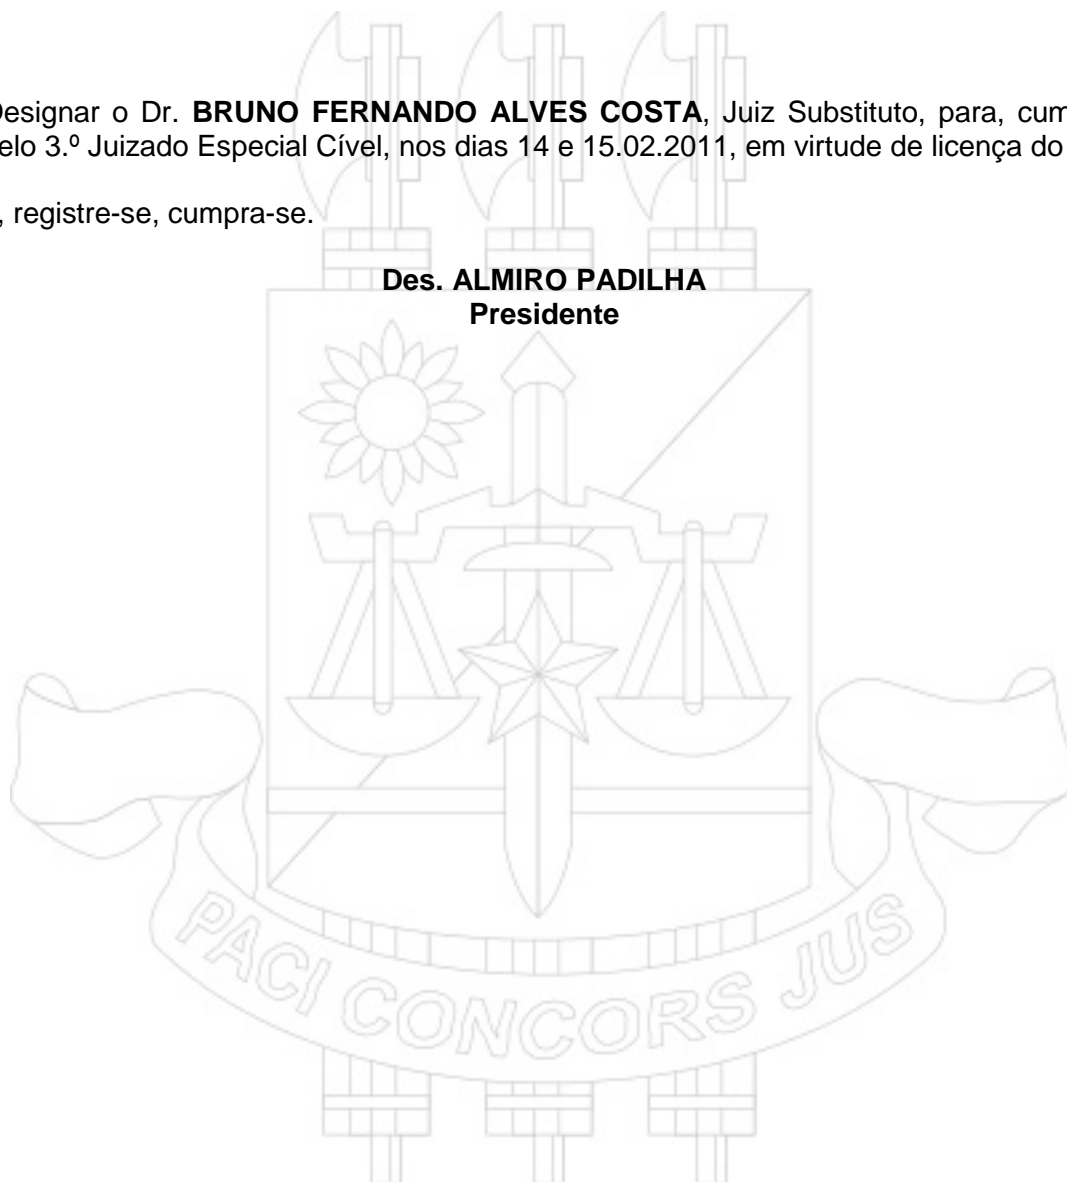 Designar o Dr. BRUNO FERNANDO ALVES COSTA, Juiz Substituto, para, cum
elo 3.º Juizado Especial Cível, nos dias 14 e 15.02.2011, em virtude de licença do
, registre-se, cumpra-se.
Des. ALMIRO PADILHA
Presidente
PACI CONCORS JUS